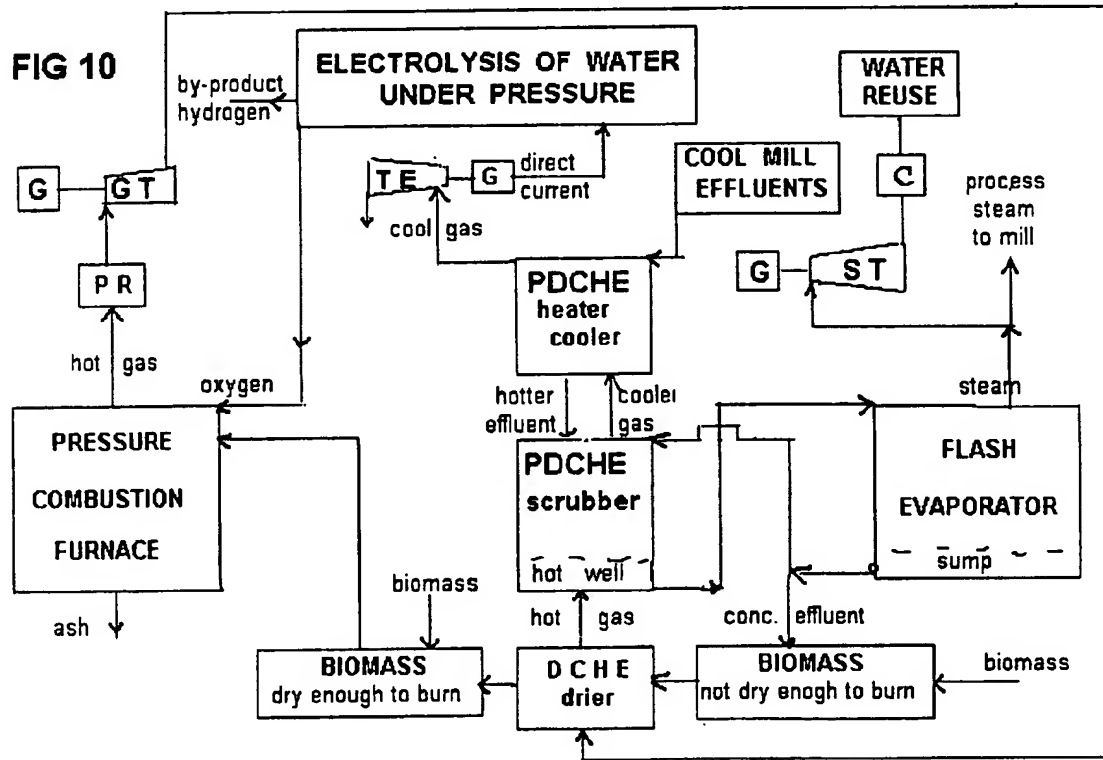 FIG 10
by-product
hydrogen
ELECTROLYSIS OF WATER
UNDER PRESSURE
WATER
REUSE
G
GT
TE
G
direct
current
COOL MILL
EFFLUENTS
C
process
steam
to mill
cool gas
G
ST
PR
PDCHE
heater
cooler
hot gas
oxygen
hotter
effluent
cooler
gas
steam
PRESSURE
COMBUSTION
FURNACE
PDCHE
scrubber
hot well
FLASH
EVAPORATOR
sump
ash
biomass
hot gas
conc. effluent
BIOMASS
dry enough to burn
DCHE
drier
BIOMASS
not dry enogh to burn
biomass